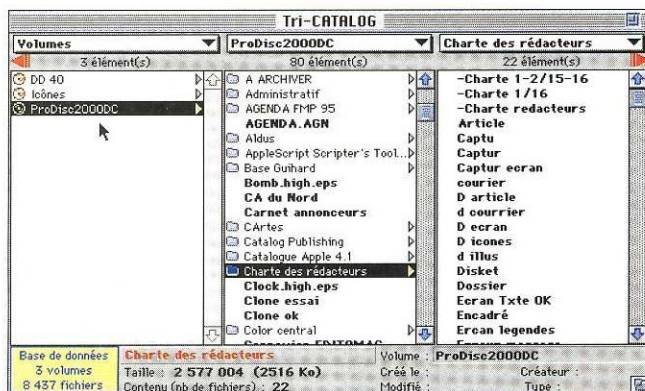 Tri-CATALOG
Volumes
ProDisc2000DC
Charte des rédacteurs
3 élément(s)
80 élément(s)
22 élément(s)
DD 40
Icônes
ProDisc2000DC
A ARCHIVER
Administratif
AGENDA FMP 95
AGENDA.AGN
Aldus
AppleScript Scripter's Tool...
Base Guihard
Bomb.high.eps
CA du Nord
Carnet annonceurs
CArtes
Catalog Publishing
Catalogue Apple 4.1
Charte des rédacteurs
Clock.high.eps
Clone essai
Clone ok
Color central
-Charte 1-2/15-16
-Charte 1/16
-Charte redacteurs
Article
Captu
Captur
Captur ecran
courier
D article
d courrier
D ecran
D icones
d illus
Disket
Dossier
Ecran Txte OK
Encadré
Ercan legendes
Base de données
3 volumes
8 437 fichiers
Charte des rédacteurs
Taille : 2 577 004 (2516 Ko)
Contenu (nb de fichiers) : 22
Volume : ProDisc2000DC
Créé le :
Créateur :
Modifié :
Type :